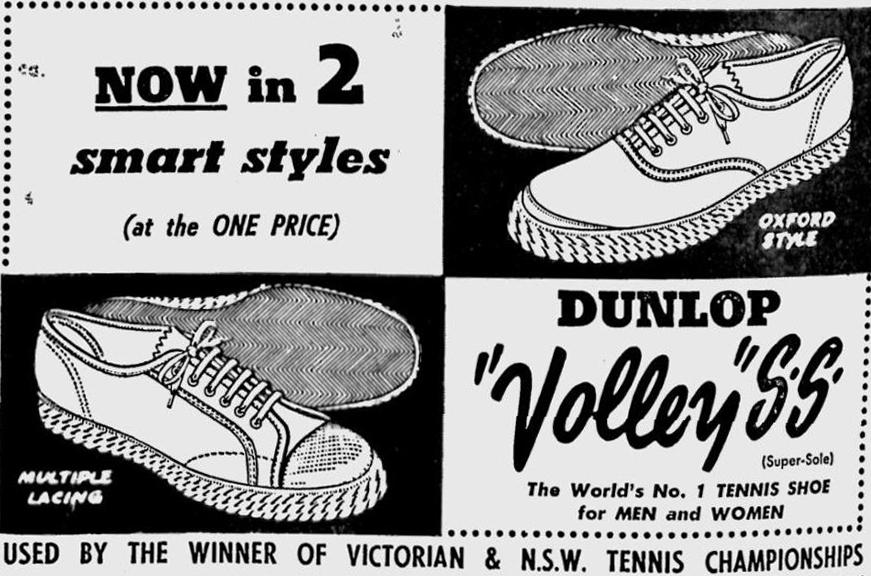 NOW in 2
smart styles
(at the ONE PRICE)
OXFORD
STYLE
MULTIPLE
LACING
DUNLOP
"Volley" S.S.
(Super-Sole)
The World's No. 1 TENNIS SHOE
for MEN and WOMEN
USED BY THE WINNER OF VICTORIAN & N.S.W. TENNIS CHAMPIONSHIPS